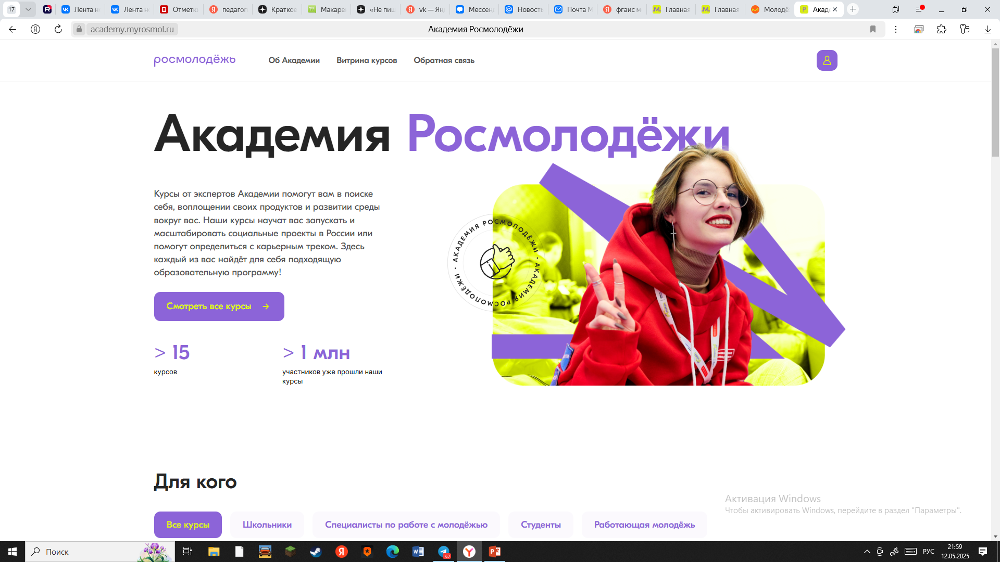 17
Лента н
Лента н
Отметк
педагог
Краткое
Макаре
«Не пиш
vk — Ян
Мессенд
Новость
Почта М
фгаис м
Главная
Главная
Молодё
Акад
academy.myrosmol.ru
Академия Росмолодёжи
росмолодёжь
Об Академии
Витрина курсов
Обратная связь
Академия Росмолодёжи
Курсы от экспертов Академии помогут вам в поиске
себя, воплощении своих продуктов и развитии среды
вокруг вас. Наши курсы научат вас запускать и
масштабировать социальные проекты в России или
помогут определиться с карьерным треком. Здесь
каждый из вас найдёт для себя подходящую
образовательную программу!
АКАДЕМИЯ РОСМОЛОДЁЖИ • АКАДЕМИЯ РОСМОЛОДЁЖИ •
Смотреть все курсы →
> 15
курсов
> 1 млн
участников уже прошли наши
курсы
Для кого
Все курсы
Школьники
Специалисты по работе с молодёжью
Студенты
Работающая молодёжь
Активация Windows
Чтобы активировать Windows, перейдите в раздел "Параметры".
Поиск
67
РУС
21:59
12.05.2025